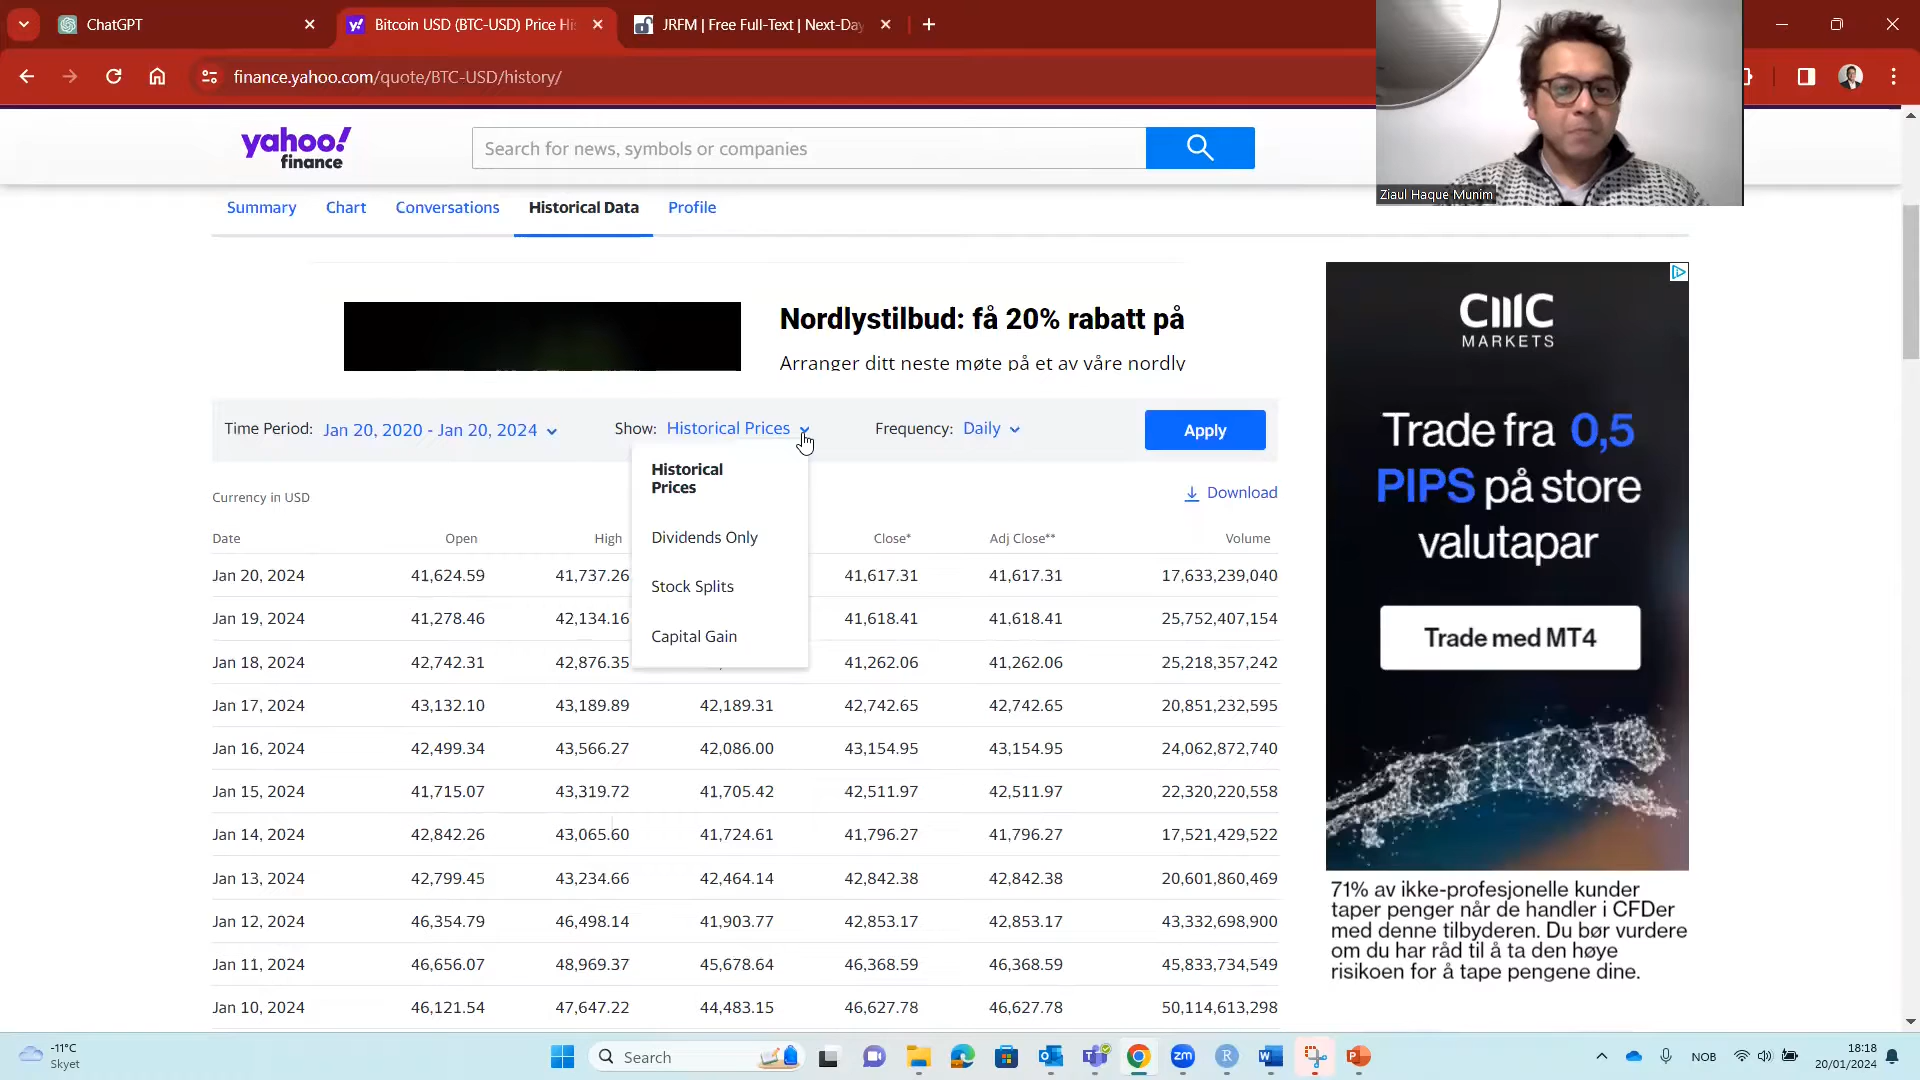 ChatGPT
Bitcoin USD (BTC-USD) Price His
JRFM | Free Full-Text | Next-Day
finance.yahoo.com/quote/BTC-USD/history/
Ziaul Haque Munim
yahoo!
finance
Search for news, symbols or companies
Summary
Chart
Conversations
Historical Data
Profile
Nordlystilbud: få 20% rabatt på
Arranger ditt neste møte på et av våre nordly
Time Period: Jan 20, 2020 - Jan 20, 2024
Show: Historical Prices
Frequency: Daily
Apply
Historical
Prices
Dividends Only
Stock Splits
Capital Gain
Currency in USD
Download
Date Open High Close* Adj Close** Volume
Jan 20, 2024 41,624.59 41,737.26 41,617.31 41,617.31 17,633,239,040
Jan 19, 2024 41,278.46 42,134.16 41,618.41 41,618.41 25,752,407,154
Jan 18, 2024 42,742.31 42,876.35 41,262.06 41,262.06 25,218,357,242
Jan 17, 2024 43,132.10 43,189.89 42,189.31 42,742.65 42,742.65 20,851,232,595
Jan 16, 2024 42,499.34 43,566.27 42,086.00 43,154.95 43,154.95 24,062,872,740
Jan 15, 2024 41,715.07 43,319.72 41,705.42 42,511.97 42,511.97 22,320,220,558
Jan 14, 2024 42,842.26 43,065.60 41,724.61 41,796.27 41,796.27 17,521,429,522
Jan 13, 2024 42,799.45 43,234.66 42,464.14 42,842.38 42,842.38 20,601,860,469
Jan 12, 2024 46,354.79 46,498.14 41,903.77 42,853.17 42,853.17 43,332,698,900
Jan 11, 2024 46,656.07 48,969.37 45,678.64 46,368.59 46,368.59 45,833,734,549
Jan 10, 2024 46,121.54 47,647.22 44,483.15 46,627.78 46,627.78 50,114,613,298
CMC
MARKETS
Trade fra 0,5
PIPS på store
valutapar
Trade med MT4
71% av ikke-profesjonelle kunder
taper penger når de handler i CFDer
med denne tilbyderen. Du bør vurdere
om du har råd til å ta den høye
risikoen for å tape pengene dine.
-11°C
Skyet
Search
NOB
18:18
20/01/2024